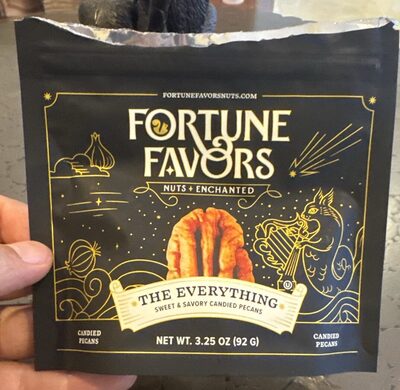 FORTUNEFAVORSNUTS.COM
FORTUNE
FAVORS
NUTS + ENCHANTED
THE EVERYTHING
SWEET & SAVORY CANDIED PECANS
CANDIED
PECANS
NET WT. 3.25 OZ (92 G)
CANDIED
PECANS